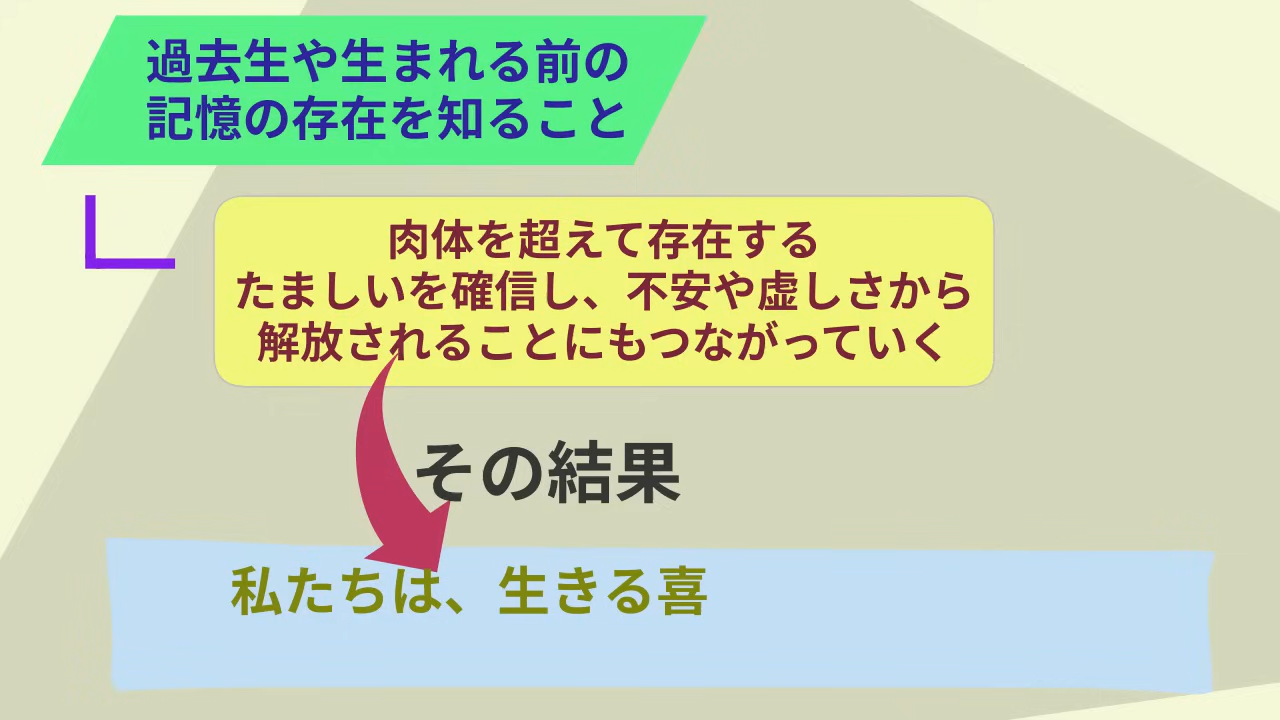 過去生や生まれる前の
記憶の存在を知ること
肉体を超えて存在する
たましいを確信し、不安や虚しさから
解放されることにもつながっていく
その結果
私たちは、生きる喜